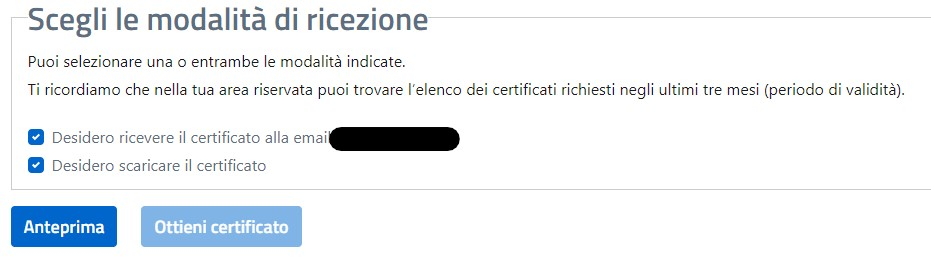 Scegli le modalità di ricezione
Puoi selezionare una o entrambe le modalità indicate.
Ti ricordiamo che nella tua area riservata puoi trovare l'elenco dei certificati richiesti negli ultimi tre mesi (periodo di validità).
Desidero ricevere il certificato alla email
Desidero scaricare il certificato
Anteprima
Ottieni certificato